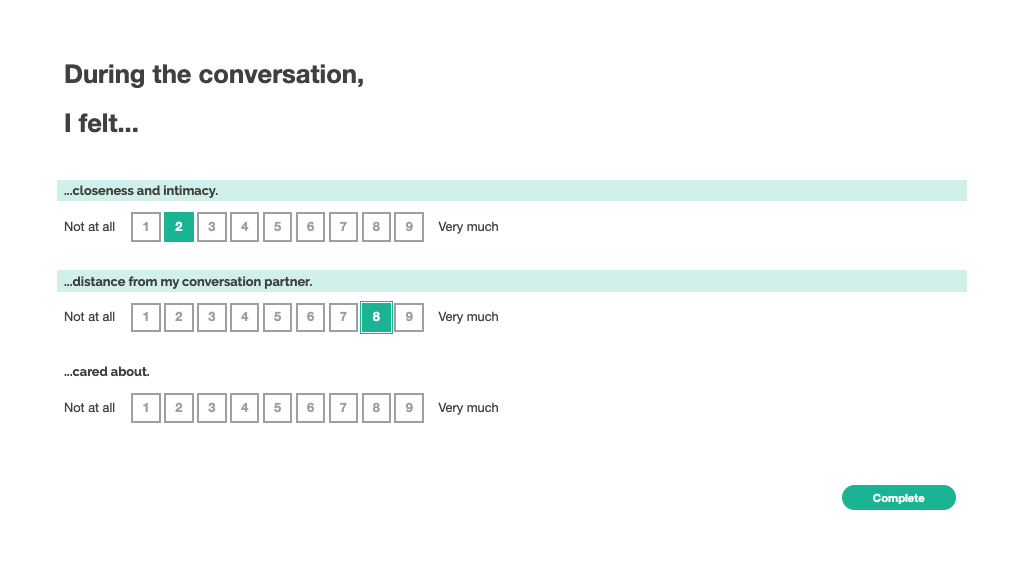 During the conversation,
I felt...
...closeness and intimacy.
Not at all 1 2 3 4 5 6 7 8 9 Very much
...distance from my conversation partner.
Not at all 1 2 3 4 5 6 7 8 9 Very much
...cared about.
Not at all 1 2 3 4 5 6 7 8 9 Very much
Complete